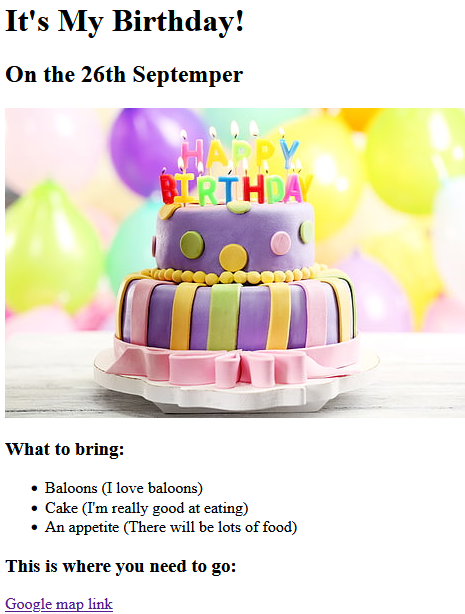 It's My Birthday!
On the 26th Septemper
HAPPY
BIRTHDAY
What to bring:
Baloons (I love baloons)
Cake (I'm really good at eating)
An appetite (There will be lots of food)
This is where you need to go:
Google map link